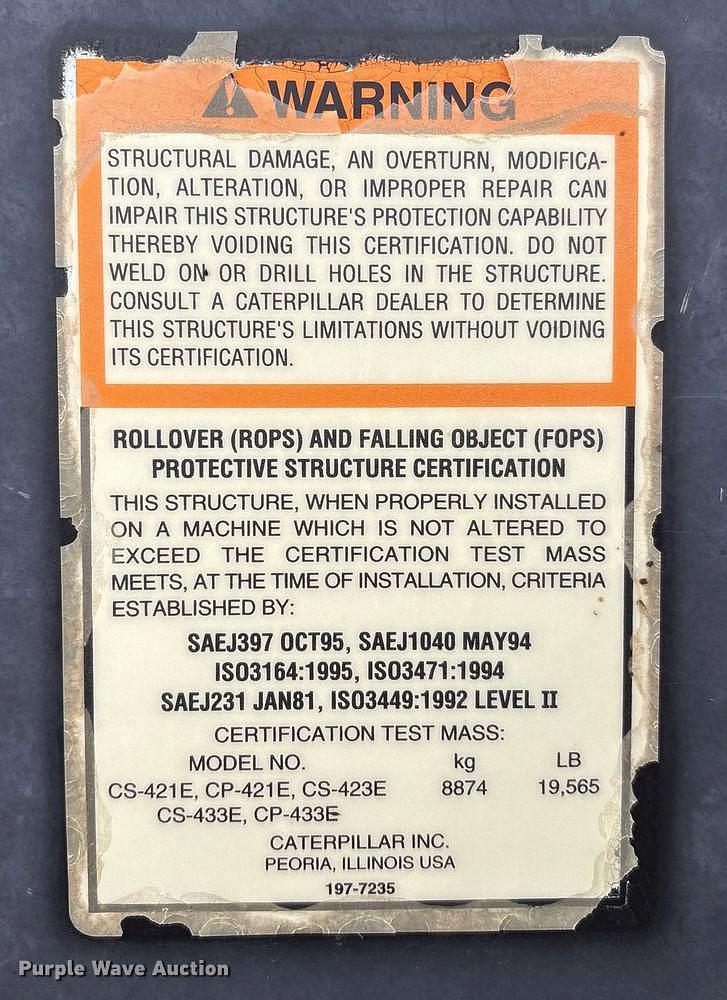 WARNING
STRUCTURAL DAMAGE, AN OVERTURN, MODIFICA-
TION, ALTERATION, OR IMPROPER REPAIR CAN
IMPAIR THIS STRUCTURE'S PROTECTION CAPABILITY
THEREBY VOIDING THIS CERTIFICATION. DO NOT
WELD ON OR DRILL HOLES IN THE STRUCTURE.
CONSULT A CATERPILLAR DEALER TO DETERMINE
THIS STRUCTURE'S LIMITATIONS WITHOUT VOIDING
ITS CERTIFICATION.
ROLLOVER (ROPS) AND FALLING OBJECT (FOPS)
PROTECTIVE STRUCTURE CERTIFICATION
THIS STRUCTURE, WHEN PROPERLY INSTALLED
ON A MACHINE WHICH IS NOT ALTERED TO
EXCEED THE CERTIFICATION TEST MASS
MEETS, AT THE TIME OF INSTALLATION, CRITERIA
ESTABLISHED BY:
SAEJ397 OCT95, SAEJ1040 MAY94
ISO3164:1995, ISO3471:1994
SAEJ231 JAN81, ISO3449:1992 LEVEL II
CERTIFICATION TEST MASS:
MODEL NO. kg LB
CS-421E, CP-421E, CS-423E 8874 19,565
CS-433E, CP-433E
CATERPILLAR INC.
PEORIA, ILLINOIS USA
197-7235
Purple Wave Auction